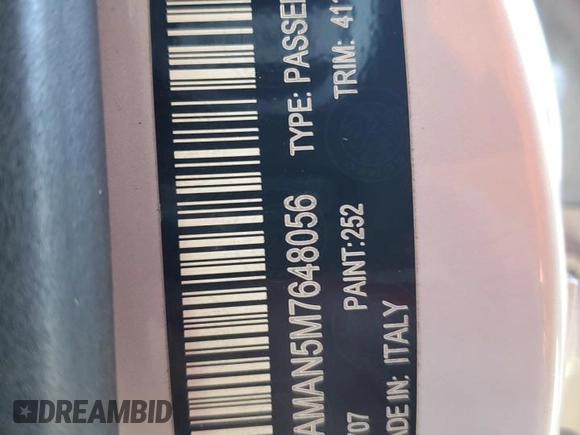 AMAN5M7648056 TYPE: PASSE
707 PAINT:252 TRIM: 41
ADE IN: ITALY
DREAMBID